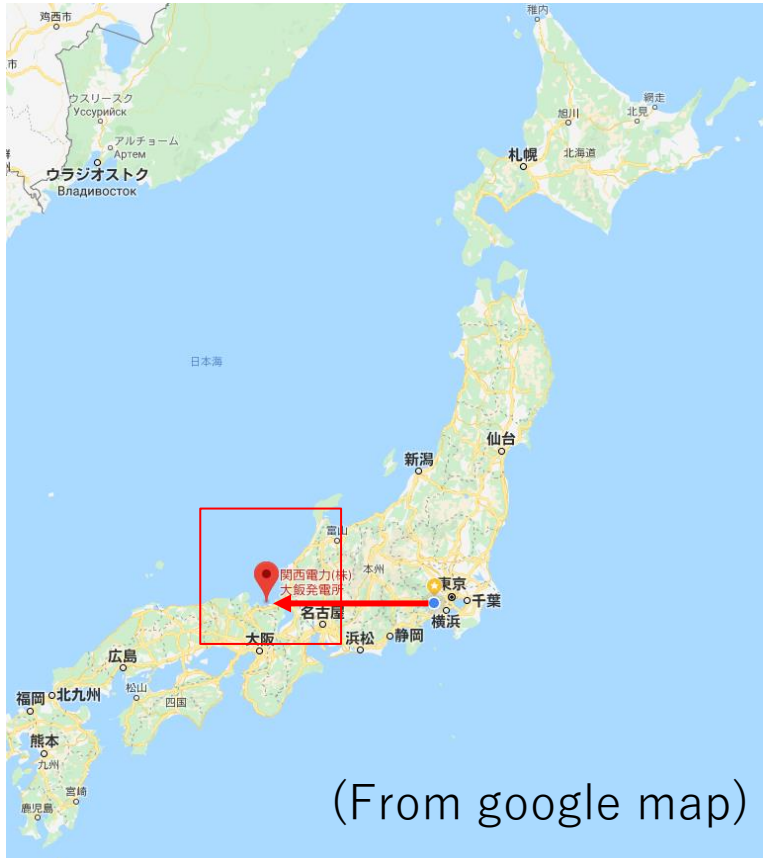 鸡西市
稚内
市
ウスリースク
Уссурийск
網走
旭川
北見
アルチョーム
Артем
札幌
北海道
ウラジオストク
Владивосток
日本海
仙台
新潟
富山
関西電力(株)
大飯発電所
本州
東京
千葉
名古屋
横浜
浜松
静岡
大阪
広島
松山
四国
福岡
北九州
熊本
九州
宮崎
鹿児島
(From google map)